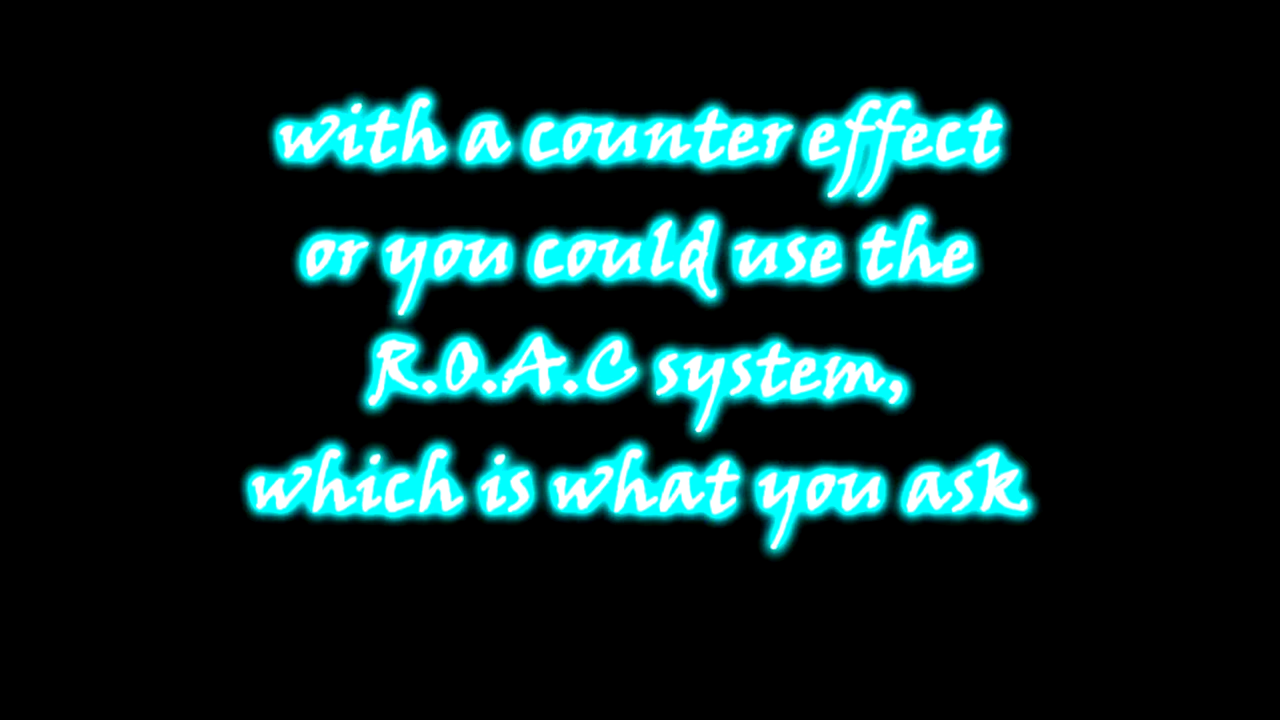 with a counter effect
or you could use the
R.O.A.C system,
which is what you ask